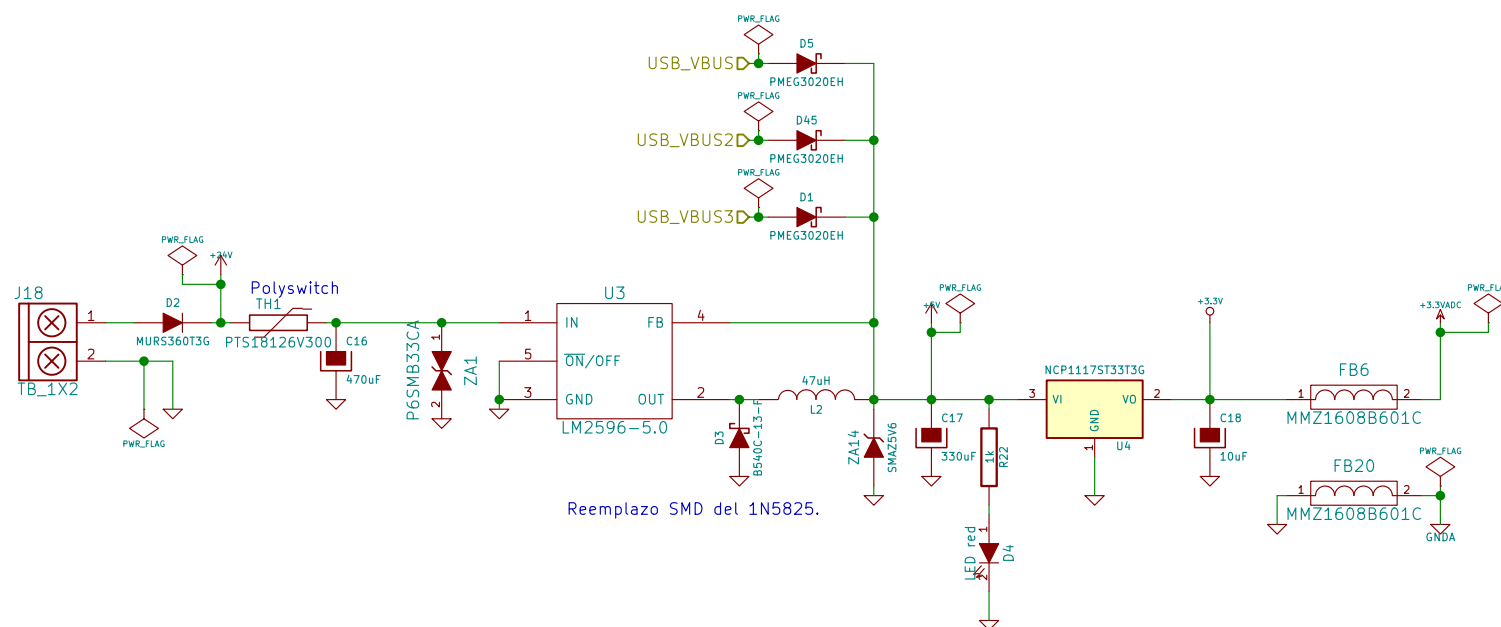 PWR_FLAG
D5
USB_VBUS
PMEG3020EH
PWR_FLAG
D45
USB_VBUS2
PMEG3020EH
PWR_FLAG
D1
USB_VBUS3
PMEG3020EH
PWR_FLAG
+24V
J18
1
2
TB_1X2
D2
MURS360T3G
PWR_FLAG
Polyswitch
TH1
PTS18126V300
C16
470uF
P6SMB33CA
1
2
ZA1
U3
1
IN
FB
4
5
ON/OFF
3
GND
OUT
2
LM2596-5.0
D3
B540C-13-F
47uH
L2
Reemplazo SMD del 1N5825.
ZA14
SMAZ5V6
+5V
PWR_FLAG
C17
330uF
1k
R22
LED red
1
2
D4
NCP1117ST33T3G
3
VI
VO
2
GND
1
U4
+3.3V
C18
10uF
+3.3VADC
FB6
1
2
MMZ1608B601C
FB20
1
2
MMZ1608B601C
PWR_FLAG
GNDA